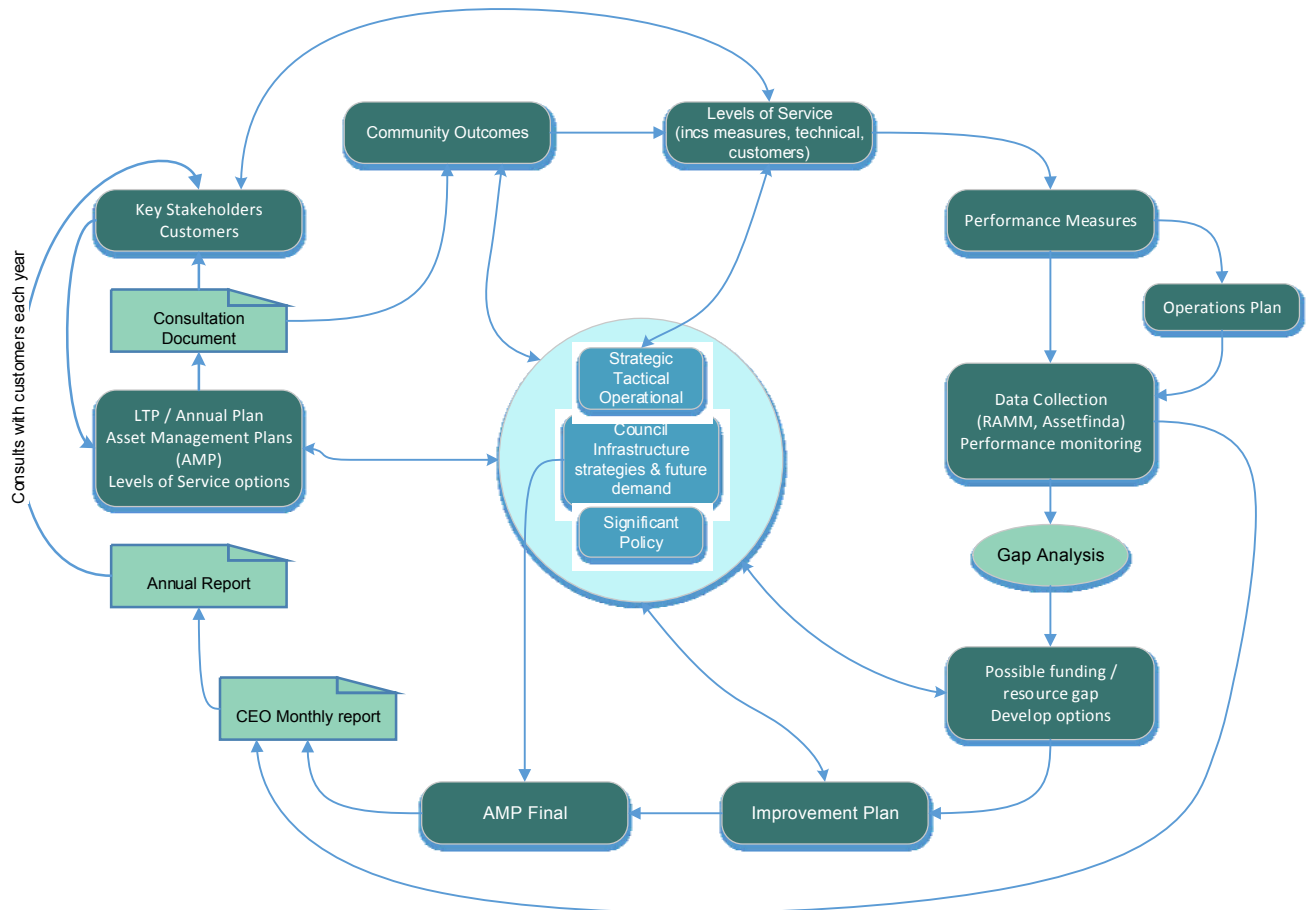 Community Outcomes
Levels of Service
(incs measures, technical,
customers)
Key Stakeholders
Customers
Performance Measures
Consultation
Document
Operations Plan
Strategic
Tactical
Operational
LTP / Annual Plan
Asset Management Plans
(AMP)
Levels of Service options
Council
Infrastructure
strategies & future
demand
Data Collection
(RAMM, Assetfinda)
Performance monitoring
Significant
Policy
Consults with customers each year
Gap Analysis
Annual Report
Possible funding /
resource gap
Develop options
CEO Monthly report
AMP Final
Improvement Plan